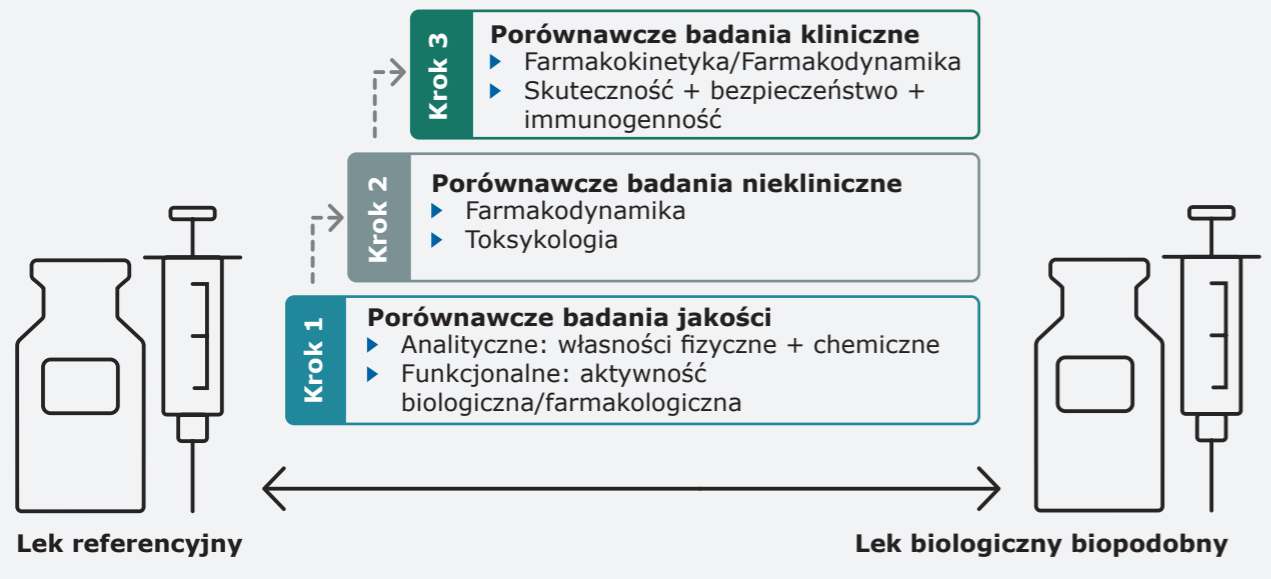 Krok 3
Porównawcze badania kliniczne
Farmakokinetyka/Farmakodynamika
Skuteczność + bezpieczeństwo +
immunogenność
Krok 2
Porównawcze badania niekliniczne
Farmakodynamika
Toksykologia
Krok 1
Porównawcze badania jakości
Analityczne: własności fizyczne + chemiczne
Funkcjonalne: aktywność
biologiczna/farmakologiczna
Lek referencyjny
Lek biologiczny biopodobny